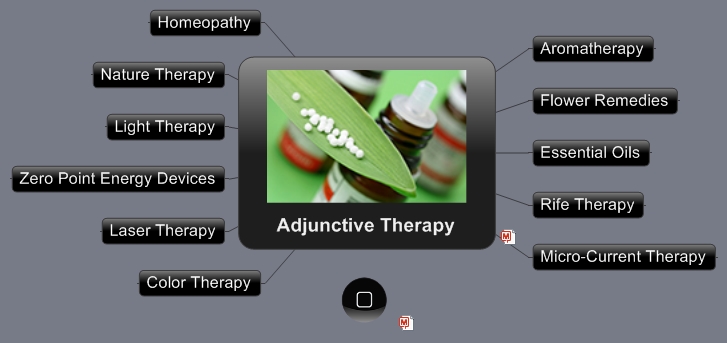 Homeopathy
Nature Therapy
Light Therapy
Zero Point Energy Devices
Laser Therapy
Color Therapy
Adjunctive Therapy
Aromatherapy
Flower Remedies
Essential Oils
Rife Therapy
Micro-Current Therapy
M
M